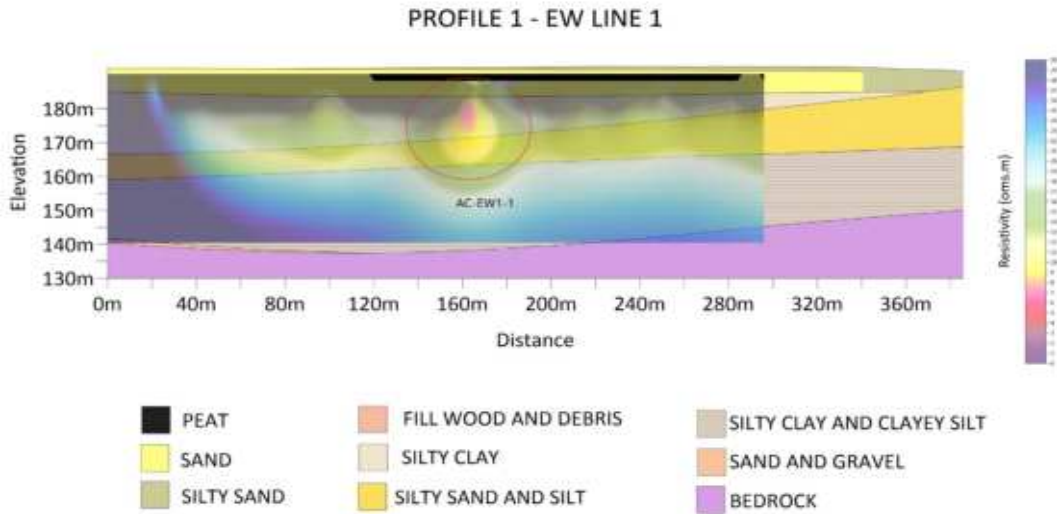 PROFILE 1 - EW LINE 1
180m
170m
160m
150m
140m
130m
Elevation
AC-EW1-1
0m 40m 80m 120m 160m 200m 240m 280m 320m 360m
Distance
Resistivity (oms.m)
PEAT
SAND
SILTY SAND
FILL WOOD AND DEBRIS
SILTY CLAY
SILTY SAND AND SILT
SILTY CLAY AND CLAYEY SILT
SAND AND GRAVEL
BEDROCK